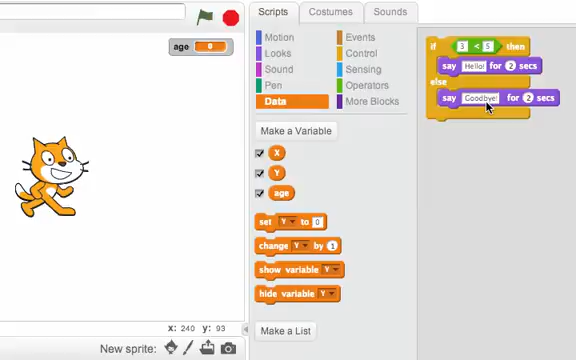 Scripts Costumes Sounds
age 0
Motion Events
Looks Control
Sound Sensing
Pen Operators
Data More Blocks
Make a Variable
X
Y
age
set Y to 0
change Y by 1
show variable Y
hide variable Y
Make a List
if 3 < 5 then
say Hello! for 2 secs
else
say Goodbye! for 2 secs
x: 240 y: 93
New sprite: